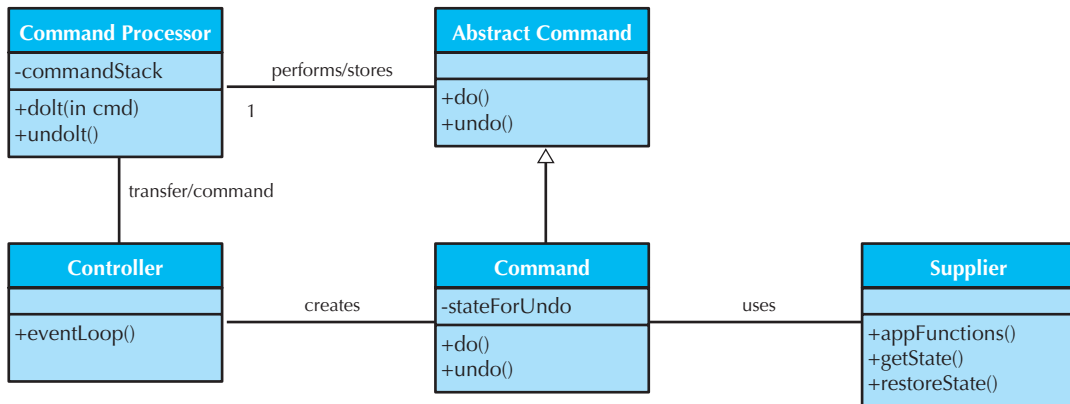 Command Processor
-commandStack
+doIt(in cmd)
+undoIt()
performs/stores
1
Abstract Command
+do()
+undo()
transfer/command
Controller
+eventLoop()
creates
Command
-stateForUndo
+do()
+undo()
uses
Supplier
+appFunctions()
+getState()
+restoreState()